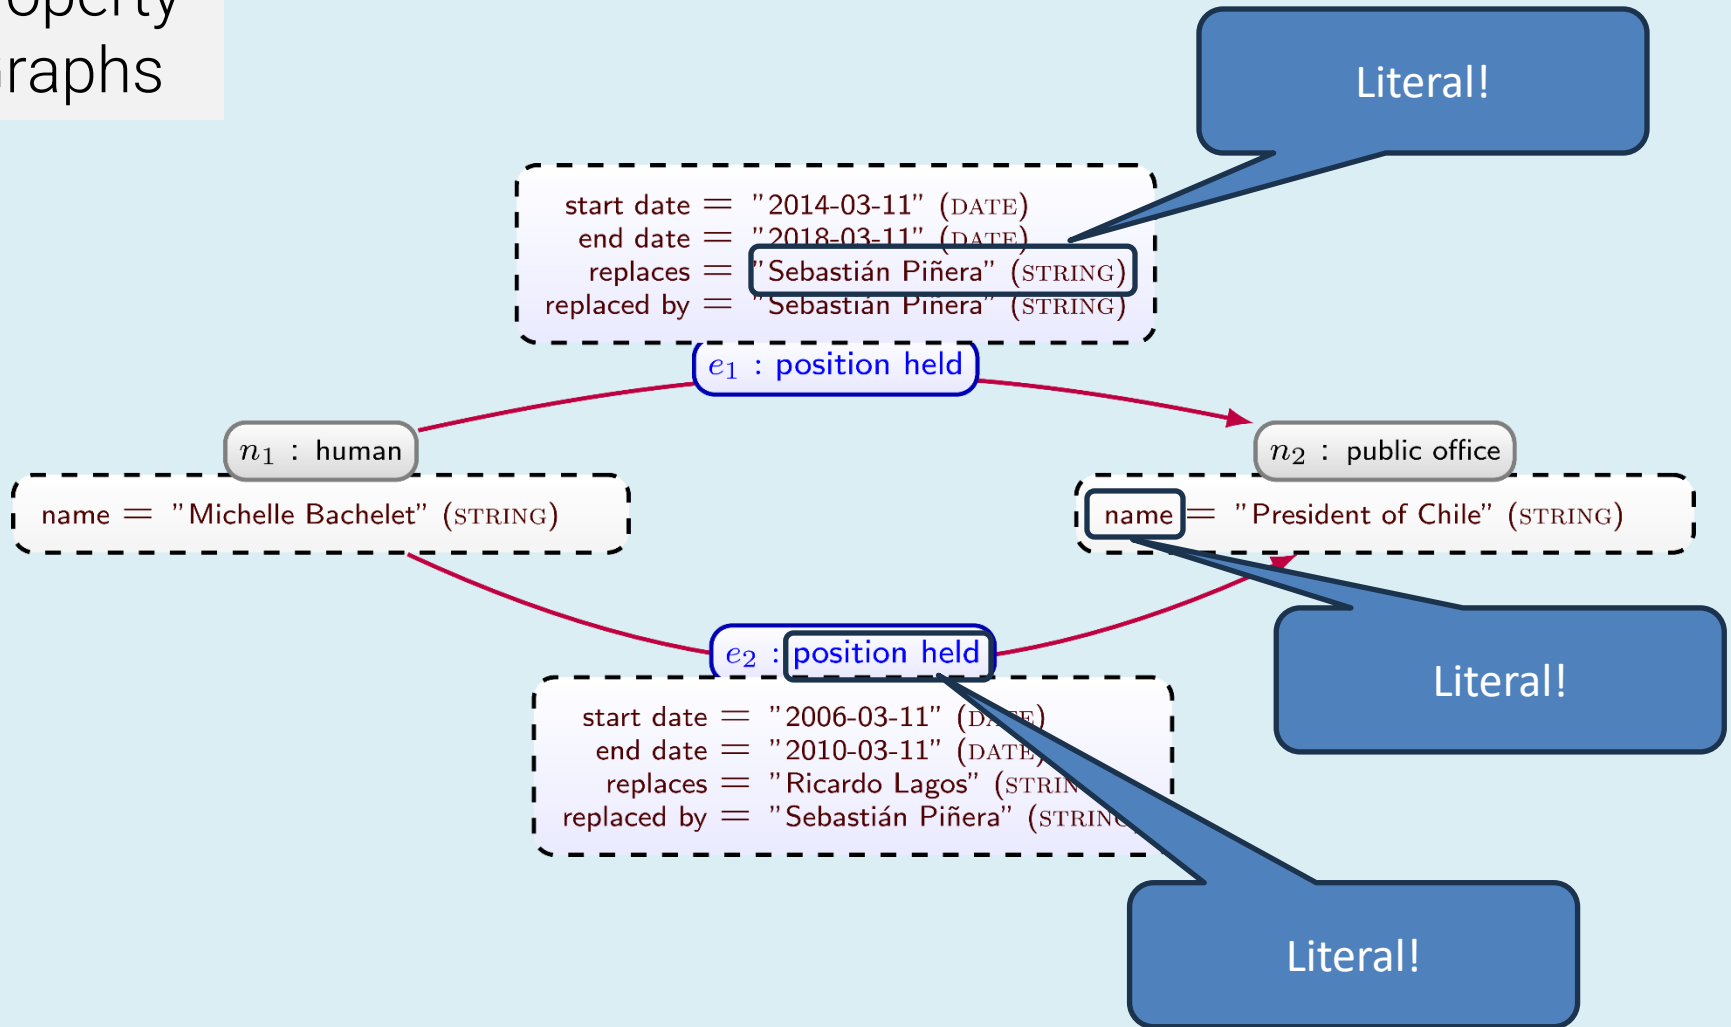 operty
raphs
Literal!
start date = "2014-03-11" (DATE)
end date = "2018-03-11" (DATE)
replaces = "Sebastián Piñera" (STRING)
replaced by = "Sebastián Piñera" (STRING)
e1 : position held
n1 : human
n2 : public office
name = "Michelle Bachelet" (STRING)
name = "President of Chile" (STRING)
e2 : position held
Literal!
start date = "2006-03-11" (DATE)
end date = "2010-03-11" (DATE)
replaces = "Ricardo Lagos" (STRIN
replaced by = "Sebastián Piñera" (STRING)
Literal!